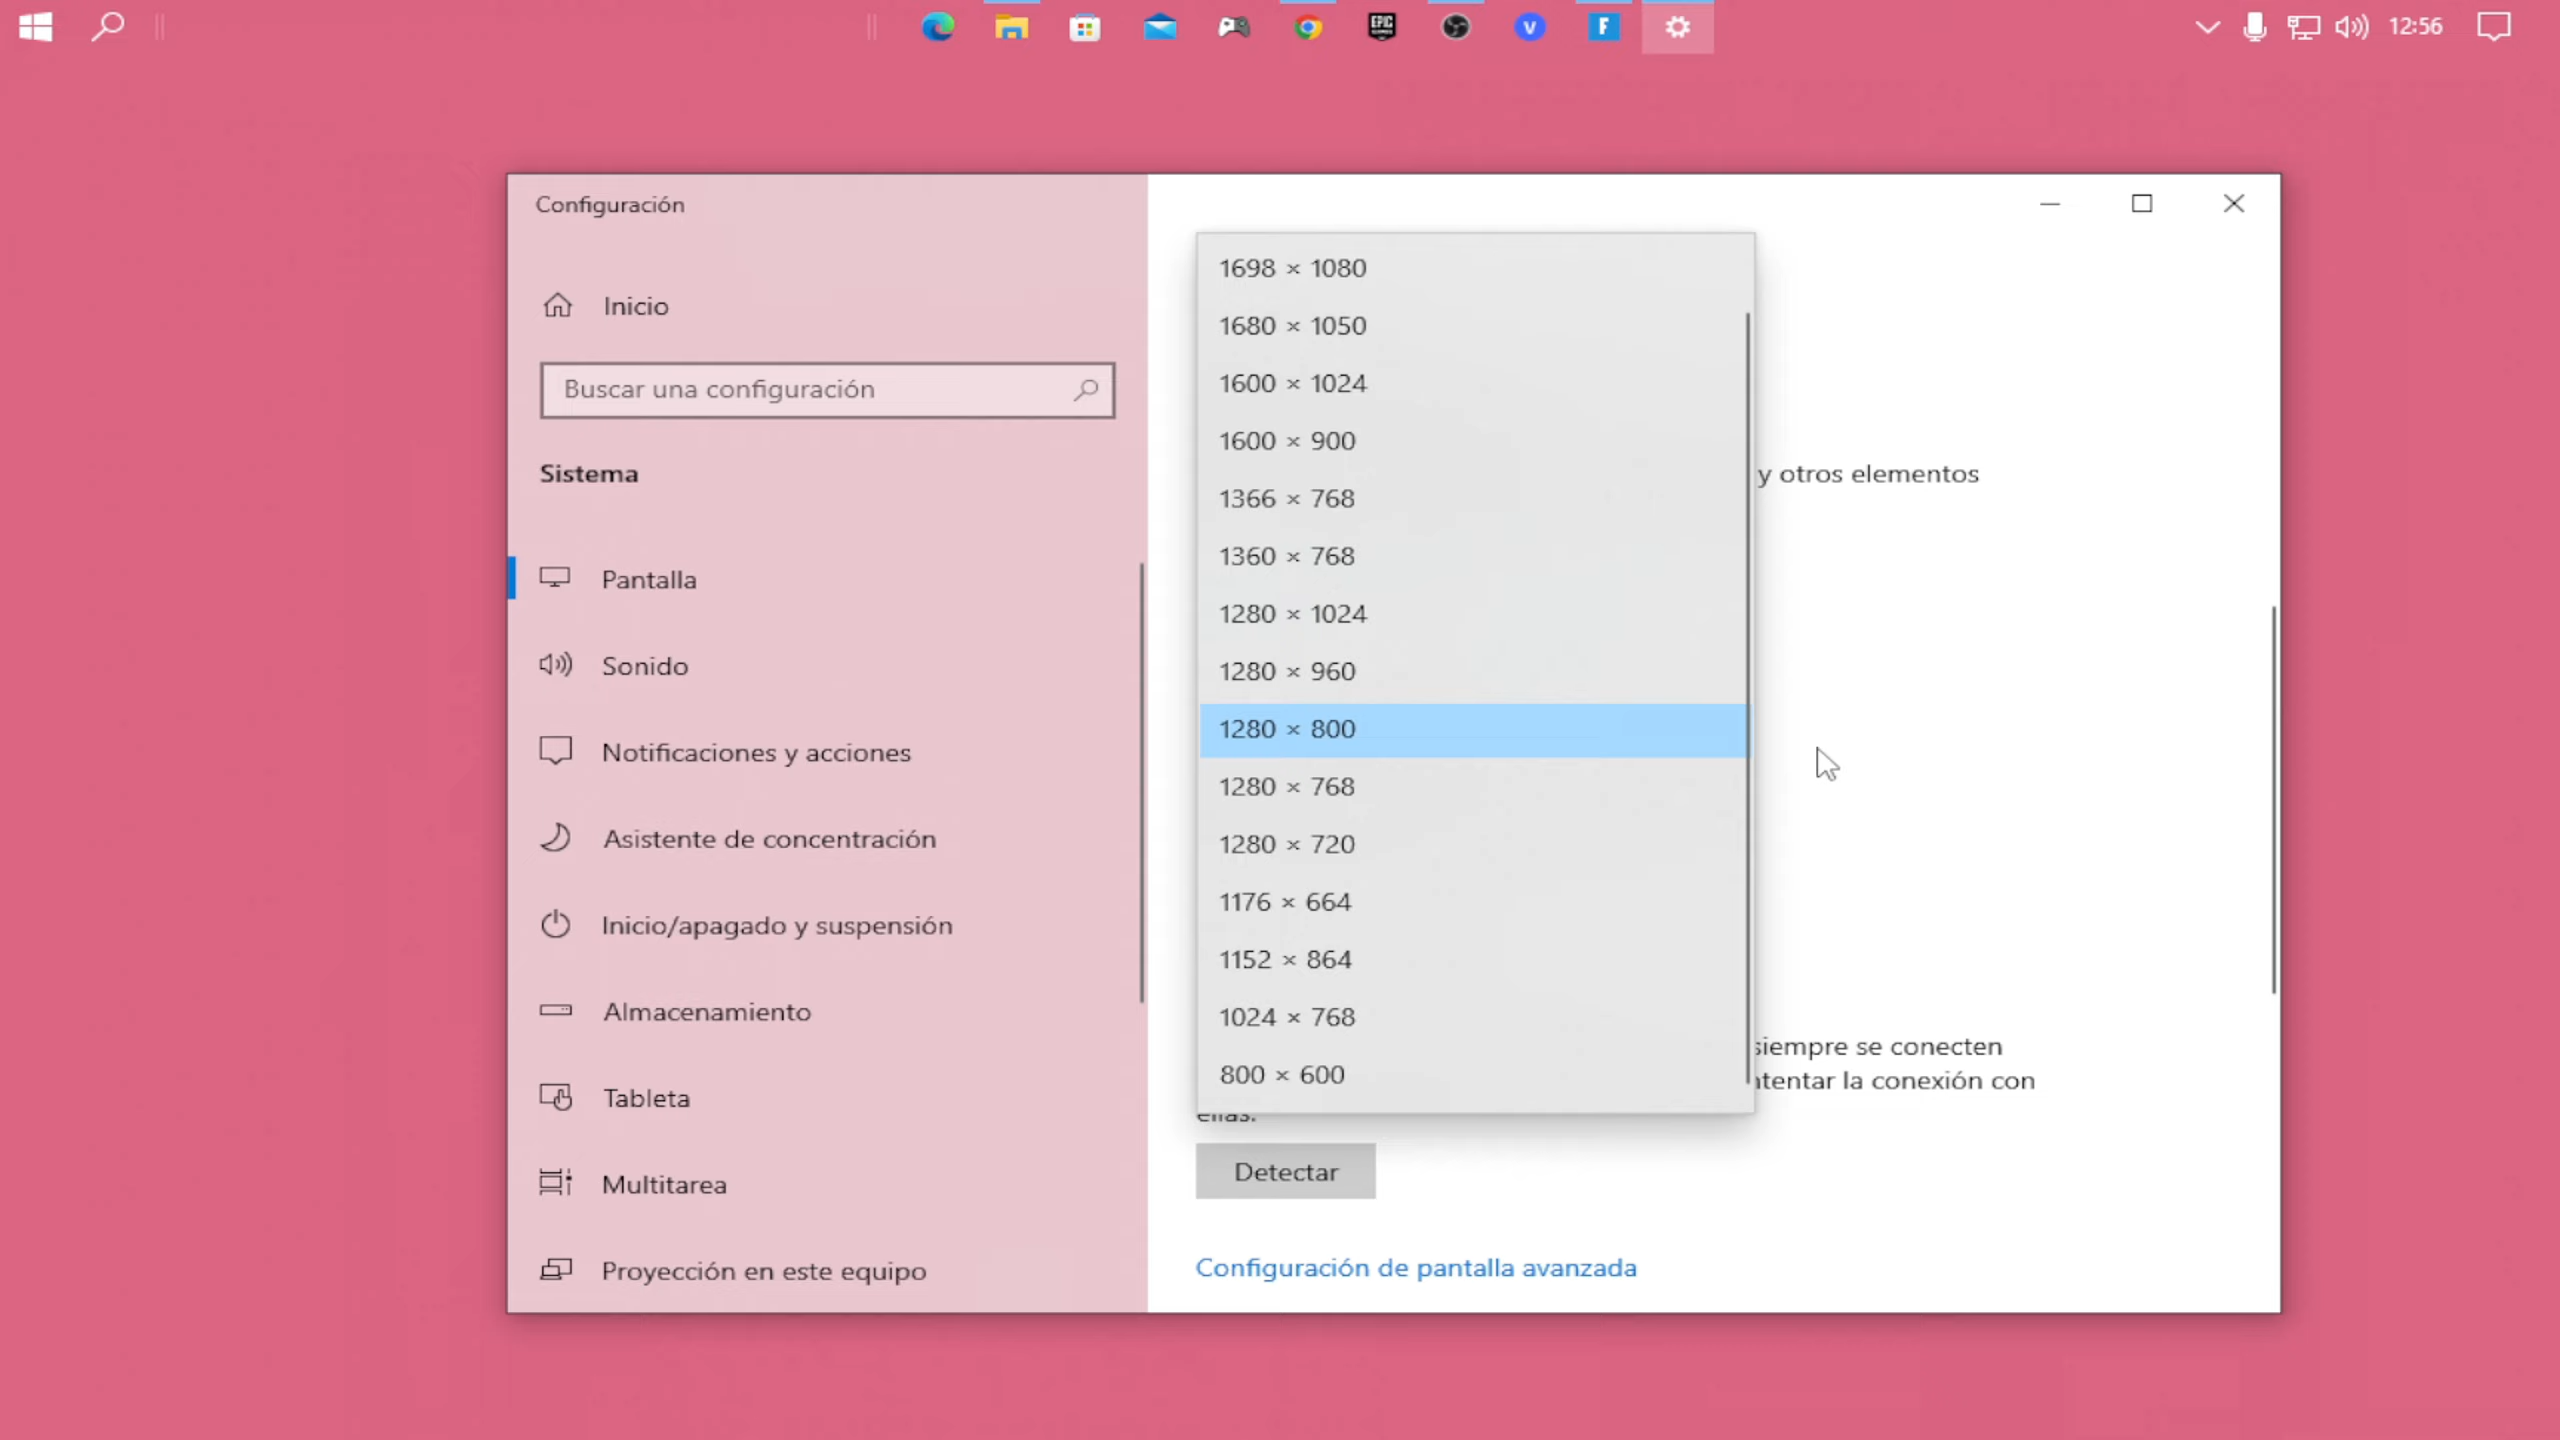 12:56
EPIC
V
F
Configuración
Inicio
Buscar una configuración
Sistema
Pantalla
Sonido
Notificaciones y acciones
Asistente de concentración
Inicio/apagado y suspensión
Almacenamiento
Tableta
Multitarea
Proyección en este equipo
1698 × 1080
1680 × 1050
1600 × 1024
1600 × 900
1366 × 768
1360 × 768
1280 × 1024
1280 × 960
1280 × 800
1280 × 768
1280 × 720
1176 × 664
1152 × 864
1024 × 768
800 × 600
y otros elementos
siempre se conecten
ntentar la conexión con
ellas.
Detectar
Configuración de pantalla avanzada